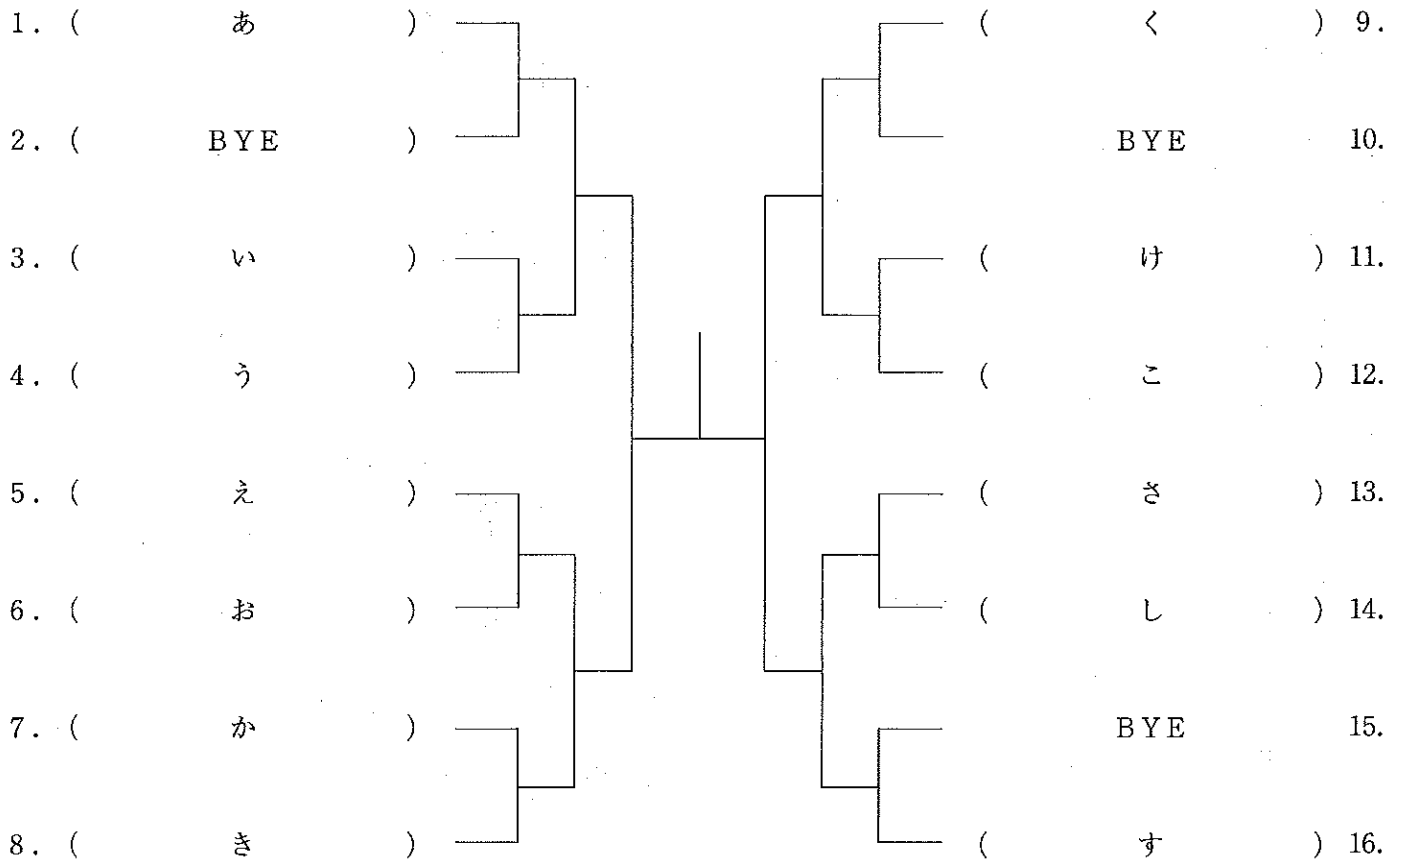 1. ( あ )
2. ( BYE )
3. ( い )
4. ( う )
5. ( え )
6. ( お )
7. ( か )
8. ( き )
( く ) 9.
BYE 10.
( け ) 11.
( こ ) 12.
( さ ) 13.
( し ) 14.
BYE 15.
( す ) 16.